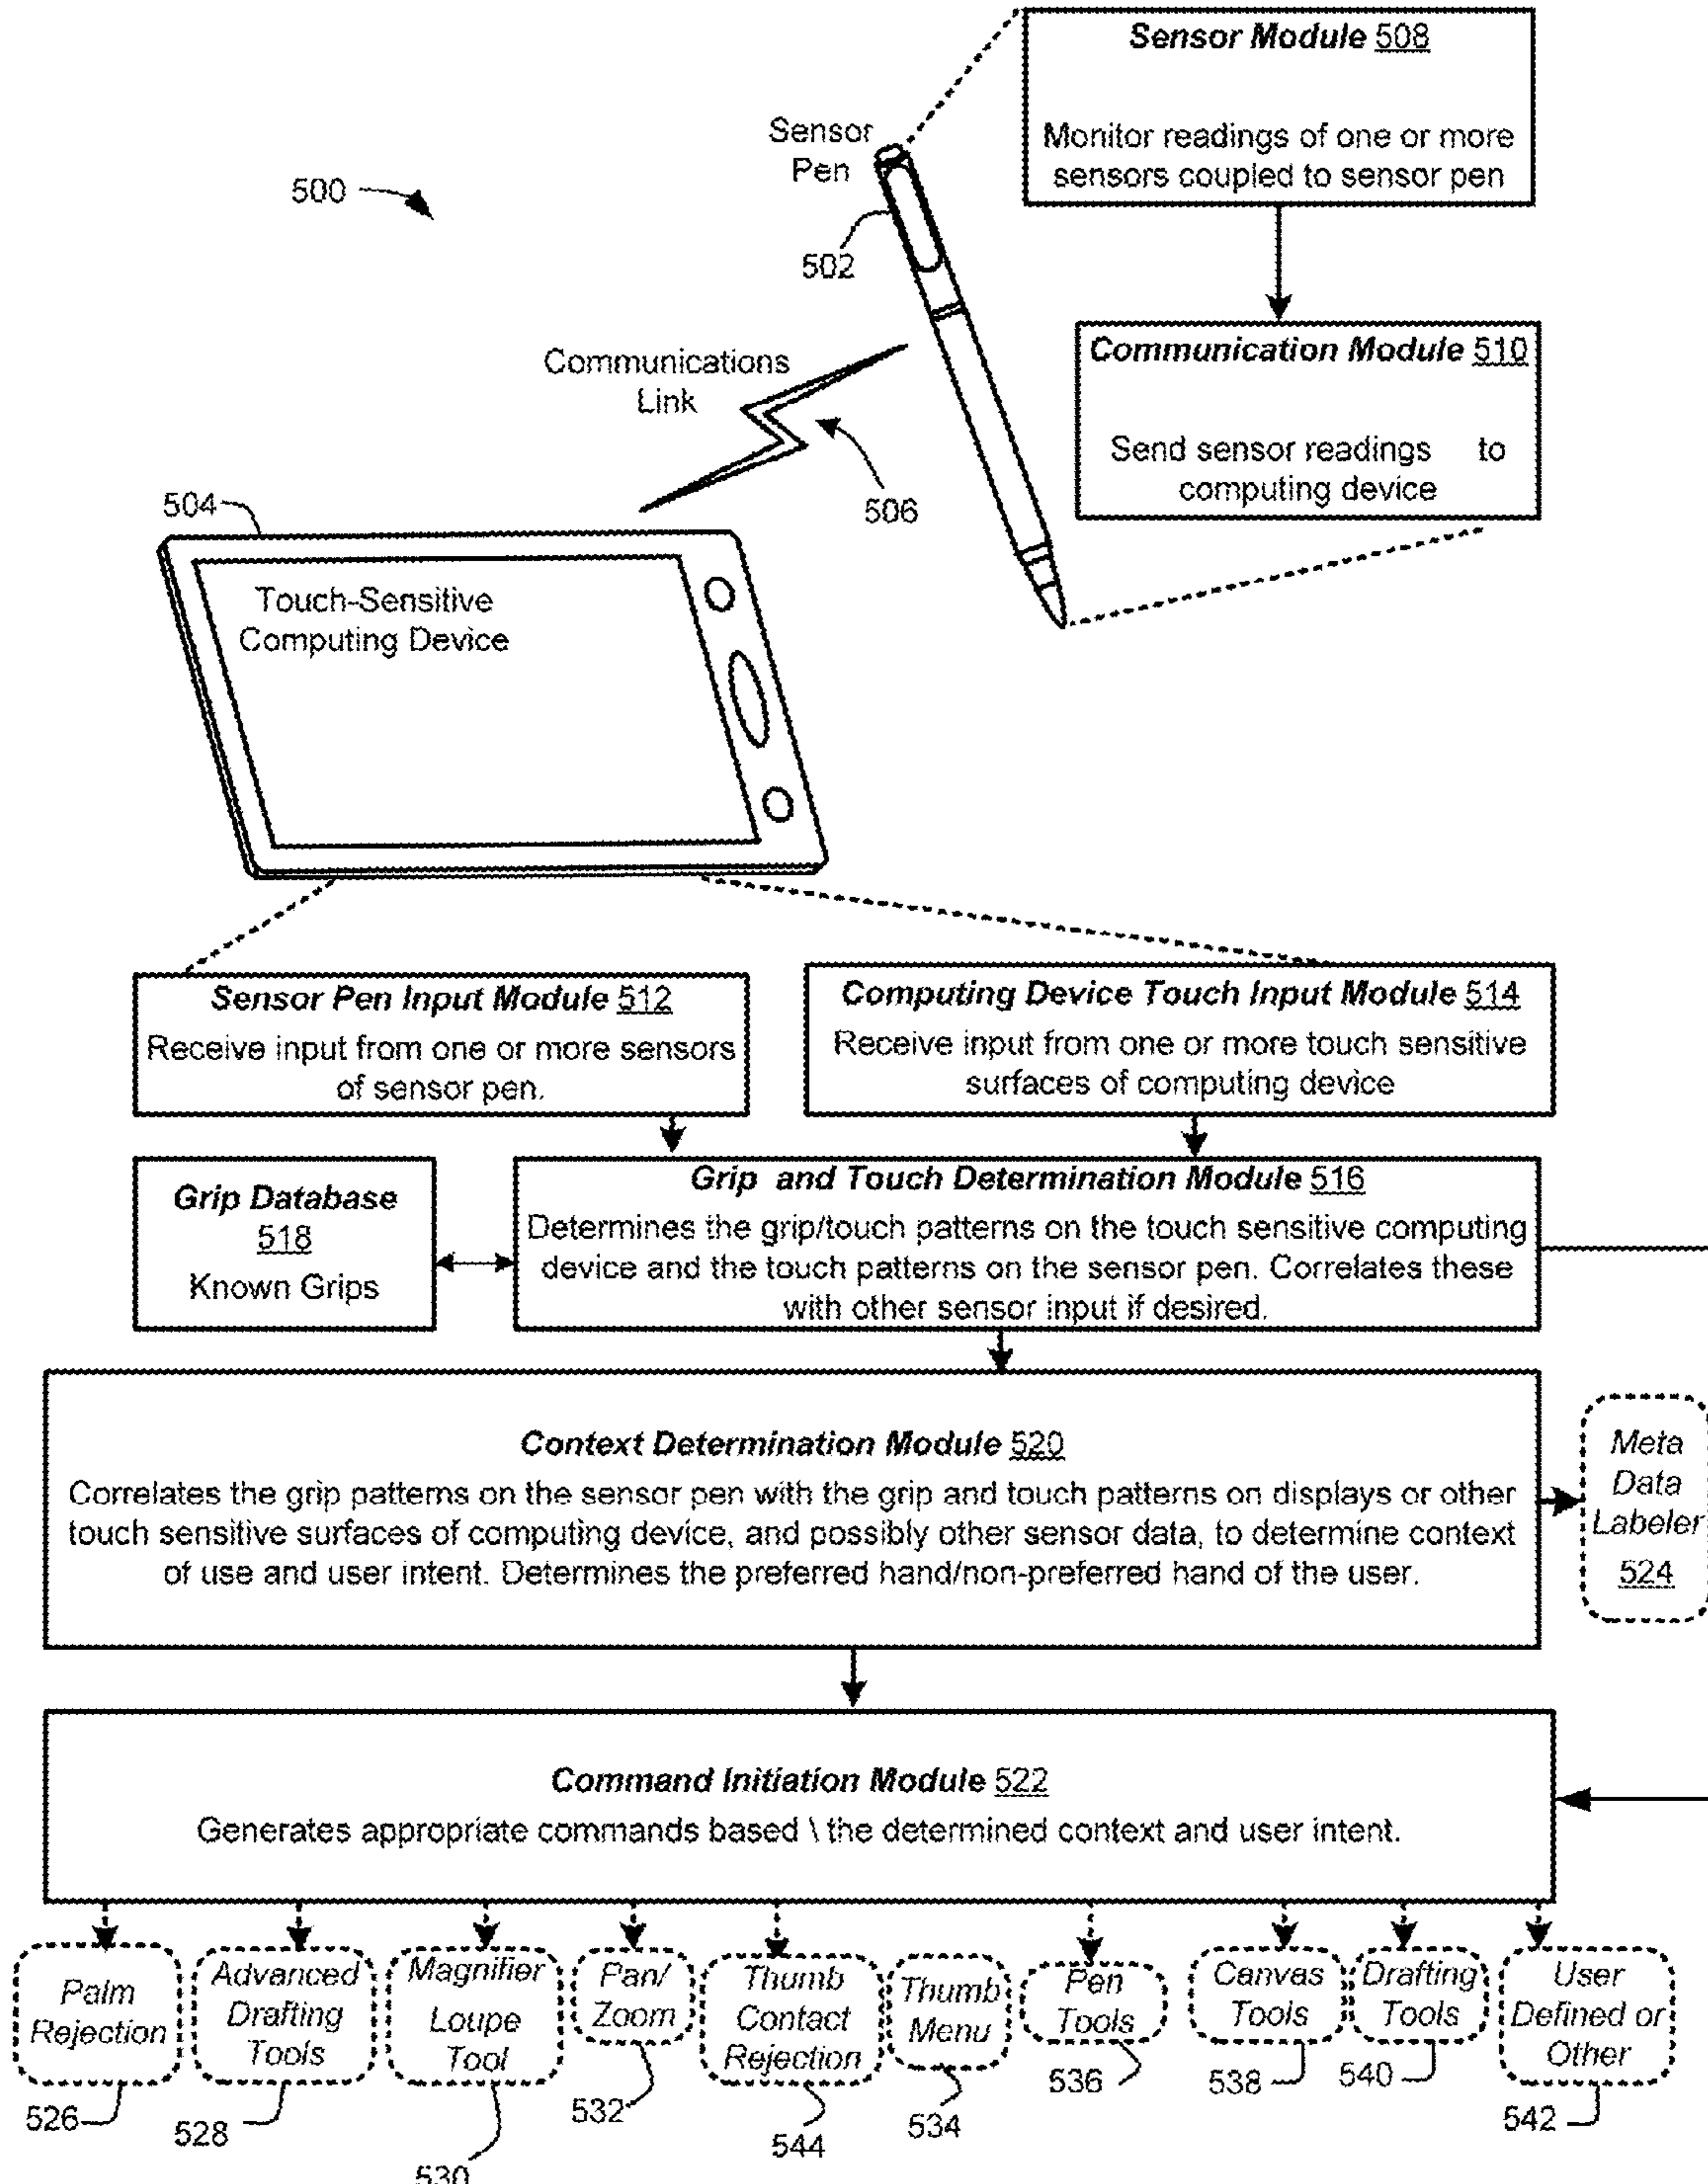 Sensor Module 508
Monitor readings of one or more
sensors coupled to sensor pen
Sensor
Pen
500
502
Communication Module 510
Send sensor readings to
computing device
Communications
Link
506
504
Touch-Sensitive
Computing Device
Sensor Pen Input Module 512
Receive input from one or more sensors
of sensor pen.
Computing Device Touch Input Module 514
Receive input from one or more touch sensitive
surfaces of computing device
Grip Database
518
Known Grips
Grip and Touch Determination Module 516
Determines the grip/touch patterns on the touch sensitive computing
device and the touch patterns on the sensor pen. Correlates these
with other sensor input if desired.
Context Determination Module 520
Correlates the grip patterns on the sensor pen with the grip and touch patterns on displays or other
touch sensitive surfaces of computing device, and possibly other sensor data, to determine context
of use and user intent. Determines the preferred hand/non-preferred hand of the user.
Meta
Data
Labeler
524
Command Initiation Module 522
Generates appropriate commands based \ the determined context and user intent.
Palm
Rejection
526
Advanced
Drafting
Tools
528
Magnifier
Loupe
Tool
530
Pan/
Zoom
532
Thumb
Contact
Rejection
544
Thumb
Menu
534
Pen
Tools
536
Canvas
Tools
538
Drafting
Tools
540
User
Defined or
Other
542